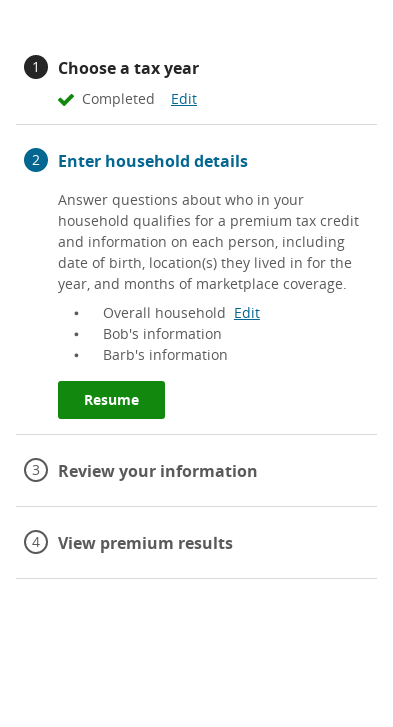 1 Choose a tax year
Completed Edit
2 Enter household details
Answer questions about who in your
household qualifies for a premium tax credit
and information on each person, including
date of birth, location(s) they lived in for the
year, and months of marketplace coverage.
• Overall household Edit
• Bob's information
• Barb's information
Resume
3 Review your information
4 View premium results